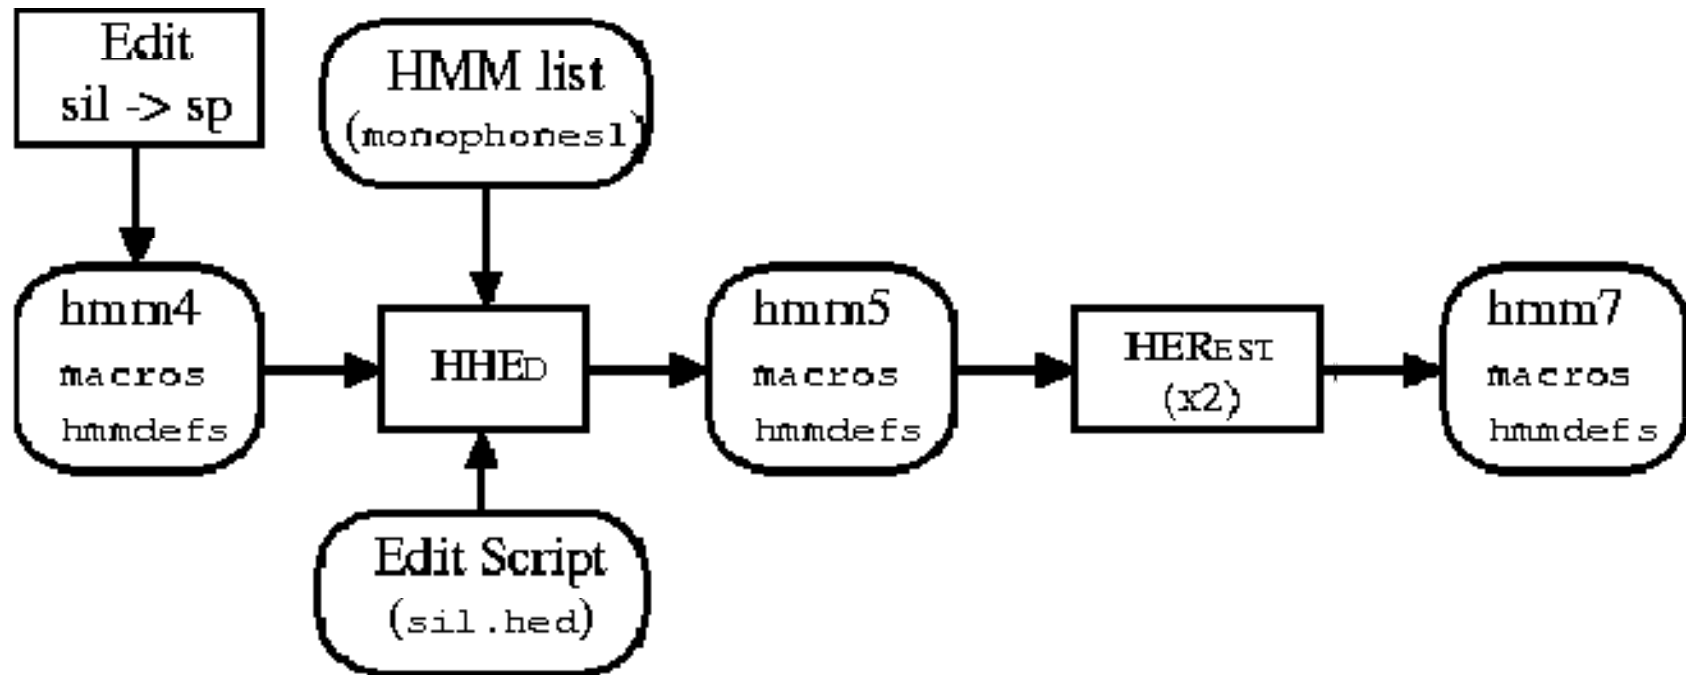 Edit
sil -> sp
HMM list
(monophones1)
hmm4
macros
hmmdefs
HHED
hmm5
macros
hmmdefs
HEREST
(x2)
hmm7
macros
hmmdefs
Edit Script
(sil.hed)